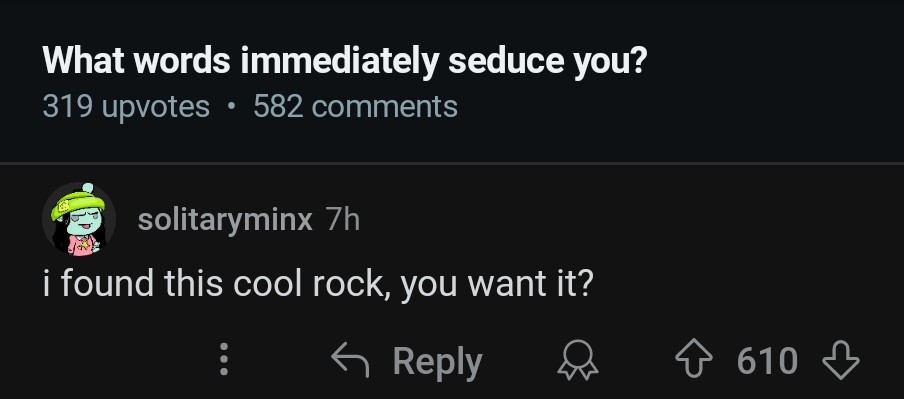 What words immediately seduce you?
319 upvotes • 582 comments
solitaryminx 7h
i found this cool rock, you want it?
Reply 610